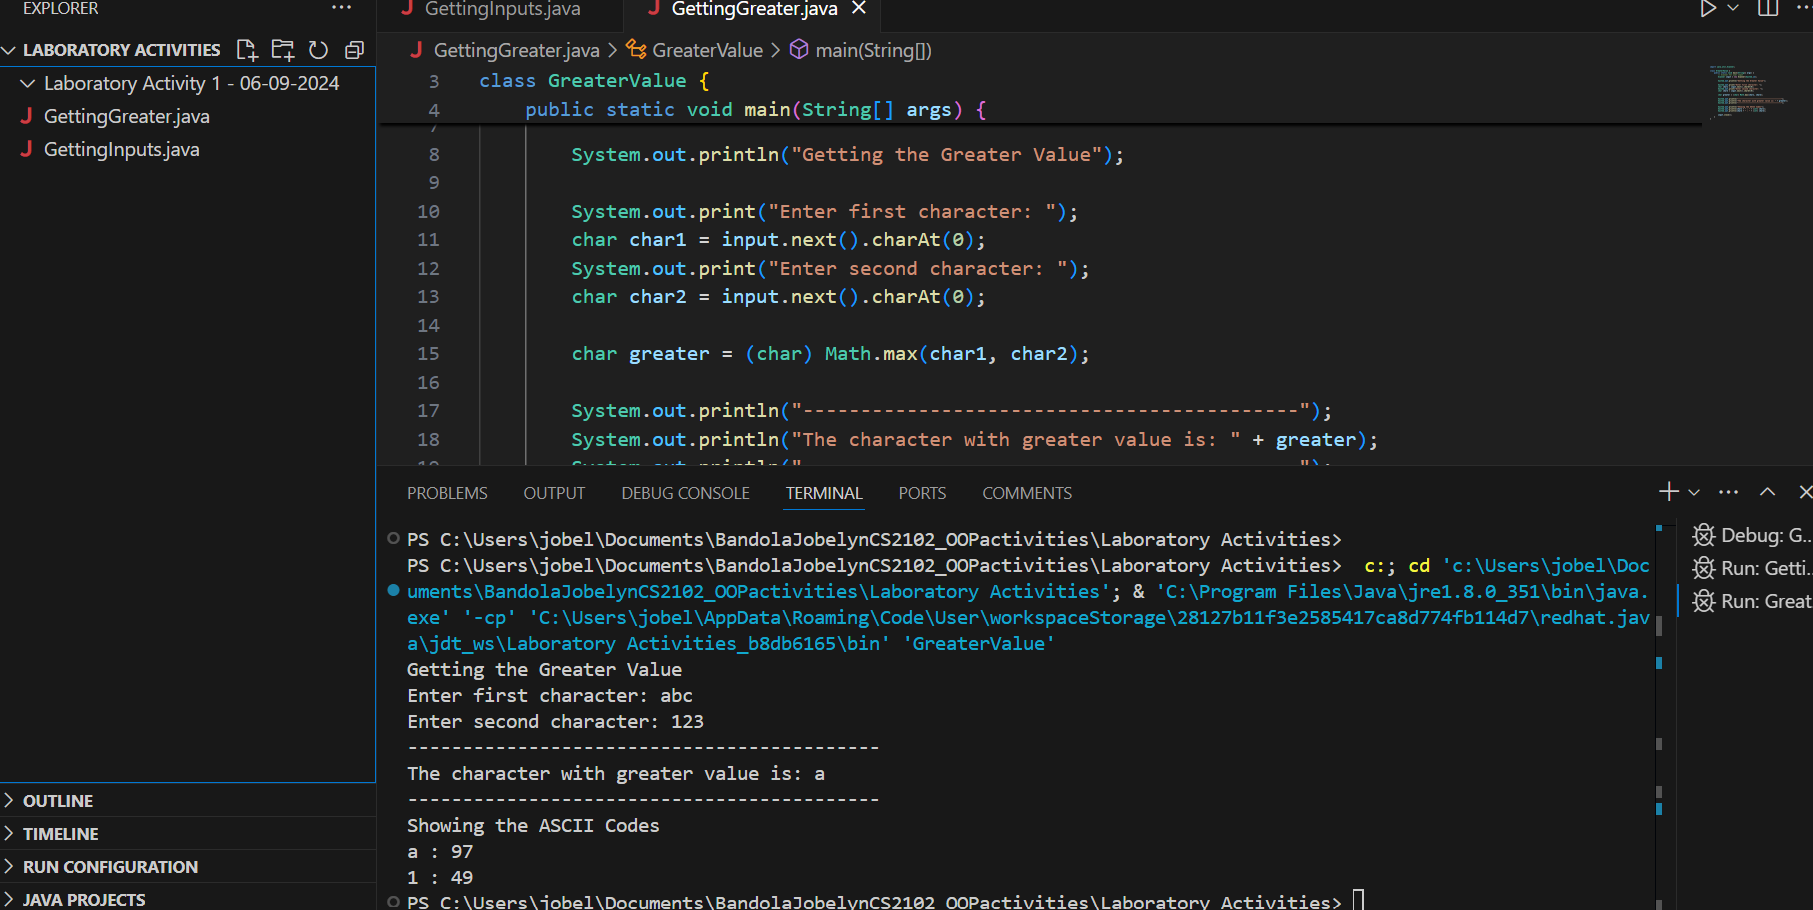 EXPLORER ...
LABORATORY ACTIVITIES
Laboratory Activity 1 - 06-09-2024
J GettingGreater.java
J GettingInputs.java
OUTLINE
TIMELINE
RUN CONFIGURATION
JAVA PROJECTS
J GettingInputs.java
J GettingGreater.java
J GettingGreater.java > GreaterValue > main(String[])
3 class GreaterValue {
4 public static void main(String[] args) {
7
8 System.out.println("Getting the Greater Value");
9
10 System.out.print("Enter first character: ");
11 char char1 = input.next().charAt(0);
12 System.out.print("Enter second character: ");
13 char char2 = input.next().charAt(0);
14
15 char greater = (char) Math.max(char1, char2);
16
17 System.out.println("-------------------------------------------");
18 System.out.println("The character with greater value is: " + greater);
19 System.out.println("-------------------------------------------");
PROBLEMS OUTPUT DEBUG CONSOLE TERMINAL PORTS COMMENTS
PS C:\Users\jobel\Documents\BandolaJobelynCS2102_OOPactivities\Laboratory Activities>
PS C:\Users\jobel\Documents\BandolaJobelynCS2102_OOPactivities\Laboratory Activities> c:; cd 'c:\Users\jobel\Doc
uments\BandolaJobelynCS2102_OOPactivities\Laboratory Activities'; & 'C:\Program Files\Java\jre1.8.0_351\bin\java.
exe' '-cp' 'C:\Users\jobel\AppData\Roaming\Code\User\workspaceStorage\28127b11f3e2585417ca8d774fb114d7\redhat.jav
a\jdt_ws\Laboratory Activities_b8db6165\bin' 'GreaterValue'
Getting the Greater Value
Enter first character: abc
Enter second character: 123
-------------------------------------------
The character with greater value is: a
-------------------------------------------
Showing the ASCII Codes
a : 97
1 : 49
PS C:\Users\jobel\Documents\BandolaJobelynCS2102_OOPactivities\Laboratory Activities>
Debug: G...
Run: Getti...
Run: Great